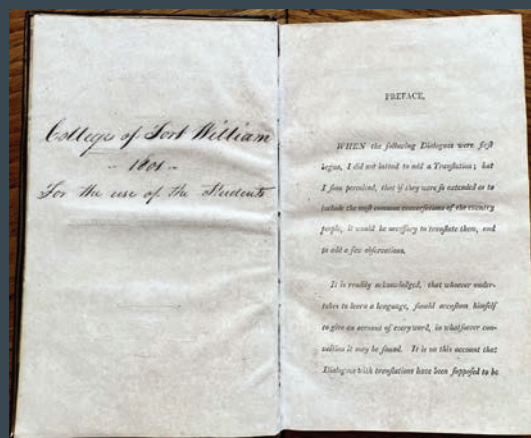 College of Fort William
- 1801 -
For the use of the Students
PREFACE.
WHEN the following Dialogues were first
begun, I did not intend to add a Translation; but
I soon perceived, that if they were so extended as to
include the most common conversations of the country
people, it would be necessary to translate them, and
to add a few observations.
It is readily acknowledged, that whoever under-
takes to learn a language, should accustom himself
to give an account of every word, in whatsoever con-
nection it may be found. It is on this account that
Dialogues with translations have been supposed to be